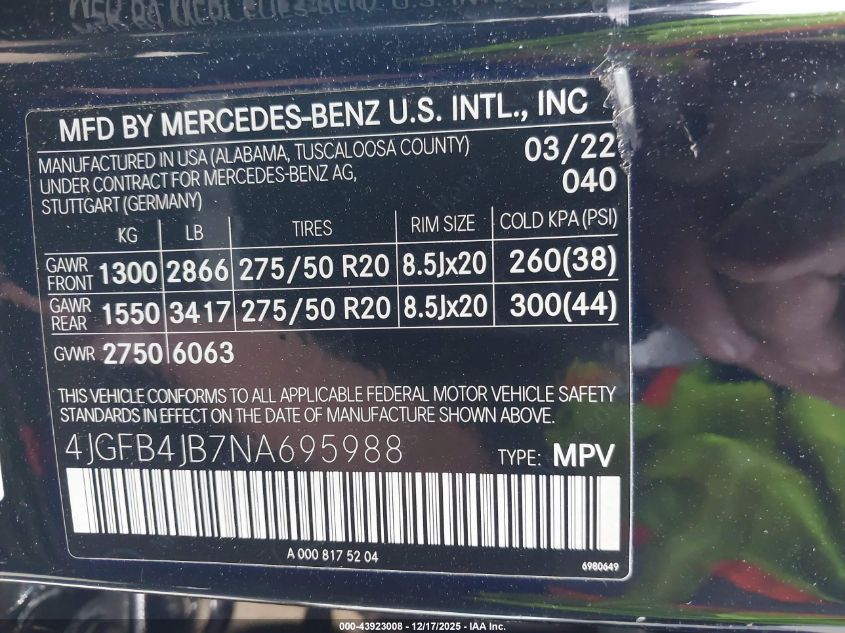 MFD BY MERCEDES-BENZ U.S. INTL., INC
MANUFACTURED IN USA (ALABAMA, TUSCALOOSA COUNTY) 03/22
UNDER CONTRACT FOR MERCEDES-BENZ AG, 040
STUTTGART (GERMANY)
KG LB TIRES RIM SIZE COLD KPA (PSI)
GAWR FRONT 1300 2866 275/50 R20 8.5Jx20 260(38)
GAWR REAR 1550 3417 275/50 R20 8.5Jx20 300(44)
GVWR 2750 6063
THIS VEHICLE CONFORMS TO ALL APPLICABLE FEDERAL MOTOR VEHICLE SAFETY
STANDARDS IN EFFECT ON THE DATE OF MANUFACTURE SHOWN ABOVE.
4JGFB4JB7NA695988 TYPE: MPV
A 000 817 52 04
6980649
000-43923008 - 12/17/2025 - IAA Inc.